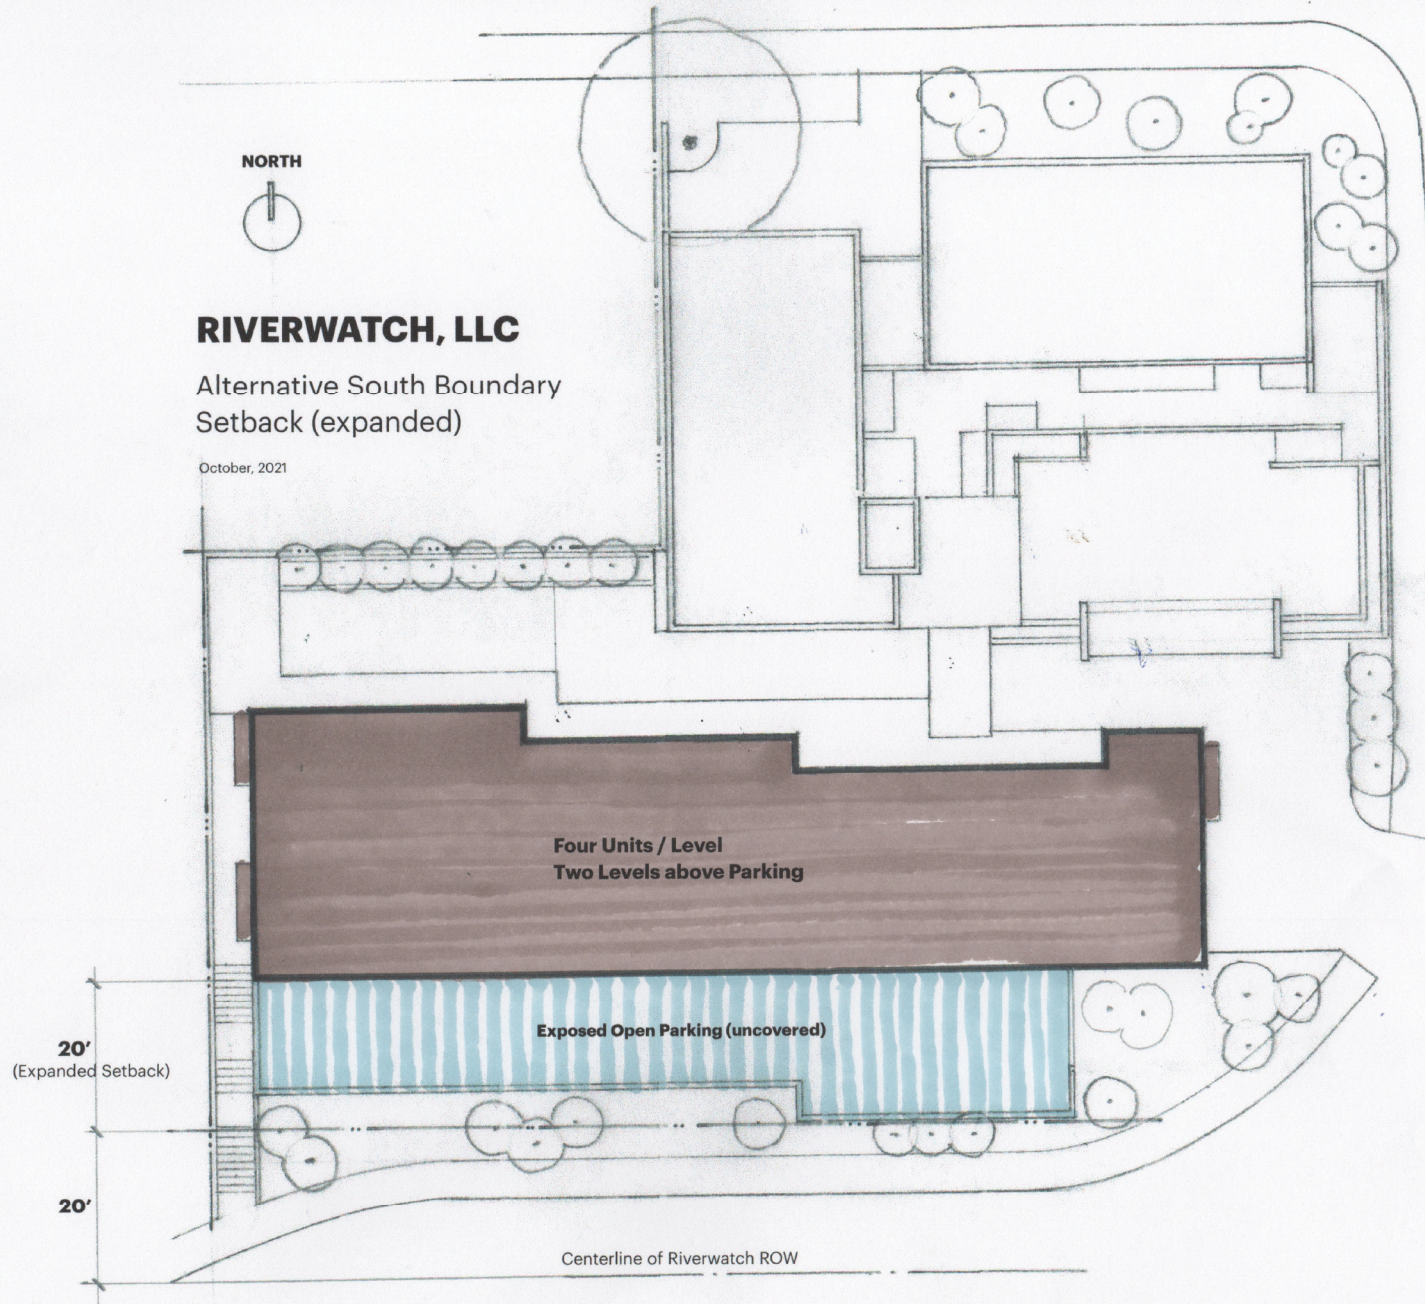 NORTH
RIVERWATCH, LLC
Alternative South Boundary
Setback (expanded)
October, 2021
Four Units / Level
Two Levels above Parking
Exposed Open Parking (uncovered)
20'
(Expanded Setback)
20'
Centerline of Riverwatch ROW